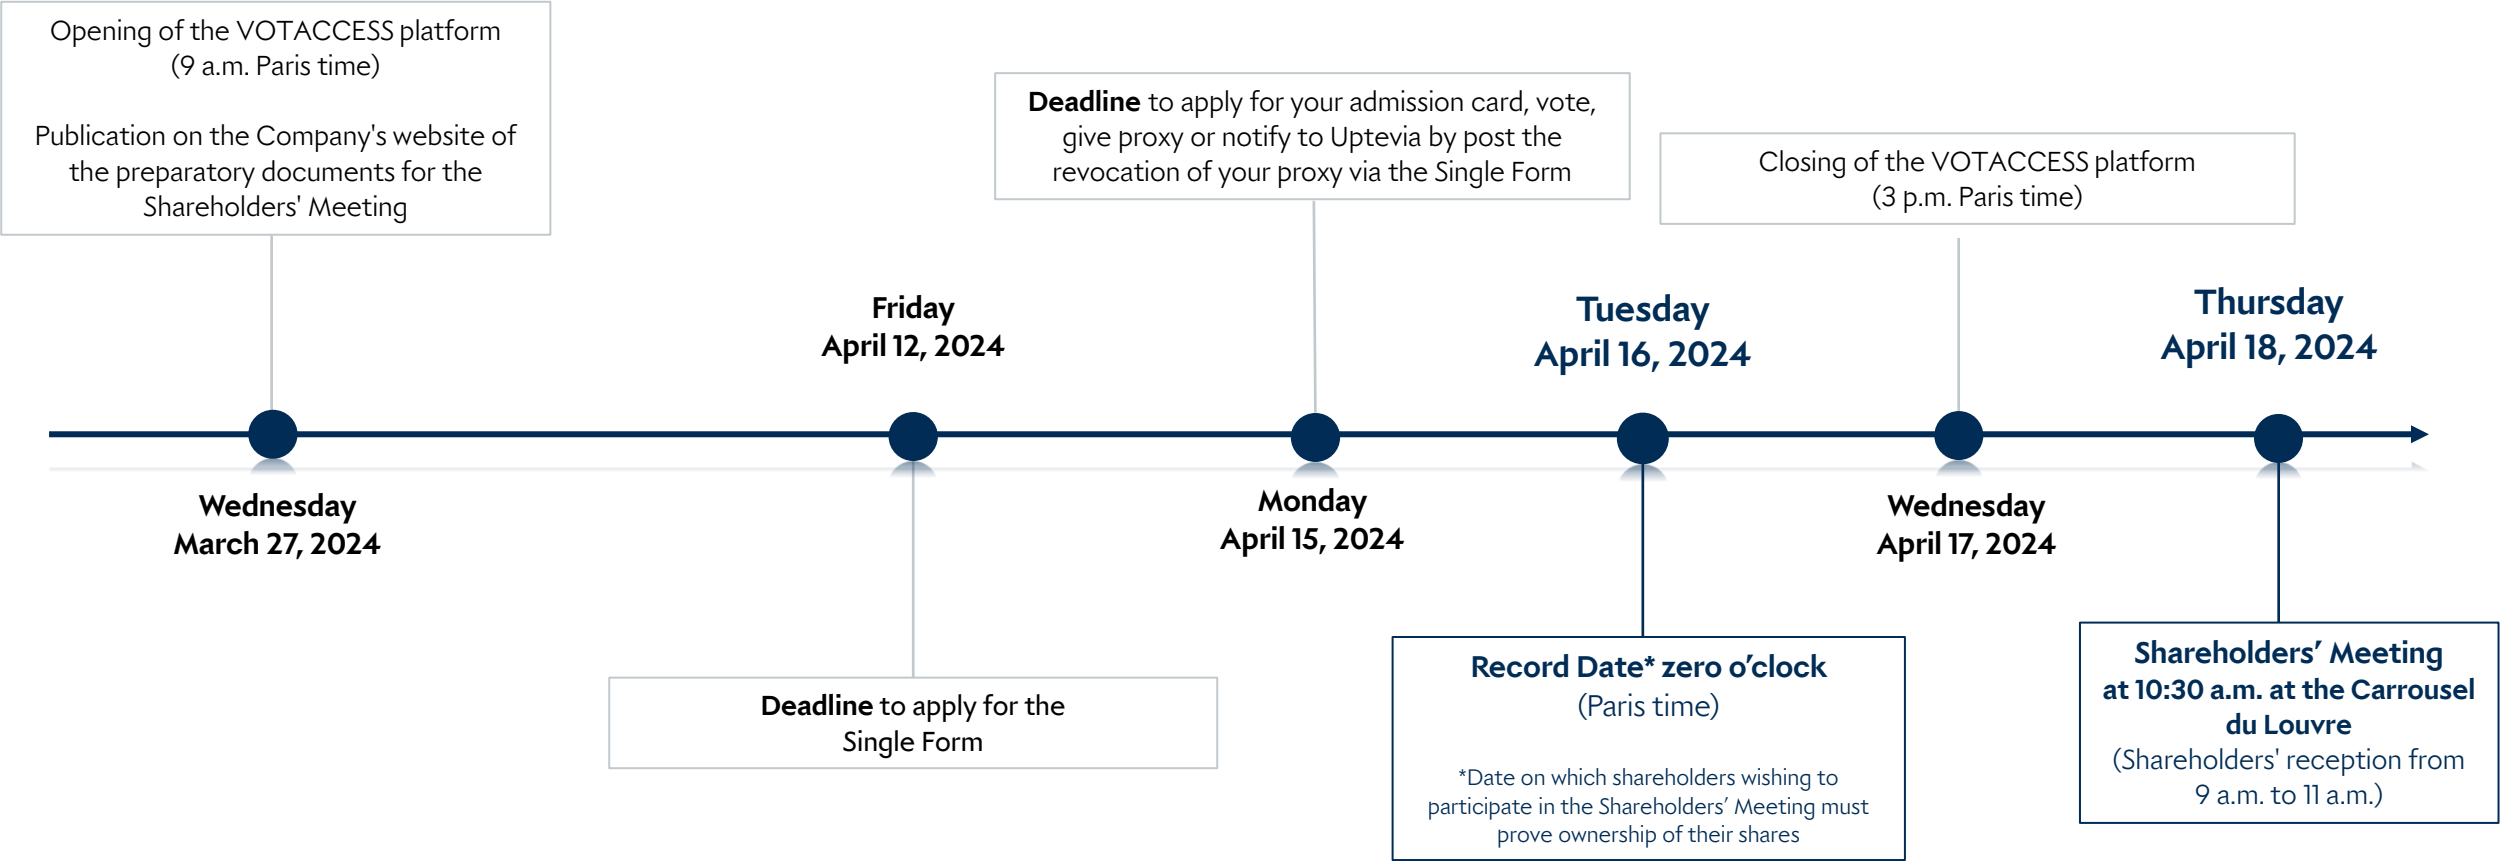 Opening of the VOTACCESS platform
(9 a.m. Paris time)
Publication on the Company's website of
the preparatory documents for the
Shareholders' Meeting
Deadline to apply for your admission card, vote,
give proxy or notify to Uptevia by post the
revocation of your proxy via the Single Form
Closing of the VOTACCESS platform
(3 p.m. Paris time)
Friday
April 12, 2024
Tuesday
April 16, 2024
Thursday
April 18, 2024
Wednesday
March 27, 2024
Monday
April 15, 2024
Wednesday
April 17, 2024
Deadline to apply for the
Single Form
Record Date* zero o’clock
(Paris time)
*Date on which shareholders wishing to
participate in the Shareholders’ Meeting must
prove ownership of their shares
Shareholders’ Meeting
at 10:30 a.m. at the Carrousel
du Louvre
(Shareholders' reception from
9 a.m. to 11 a.m.)